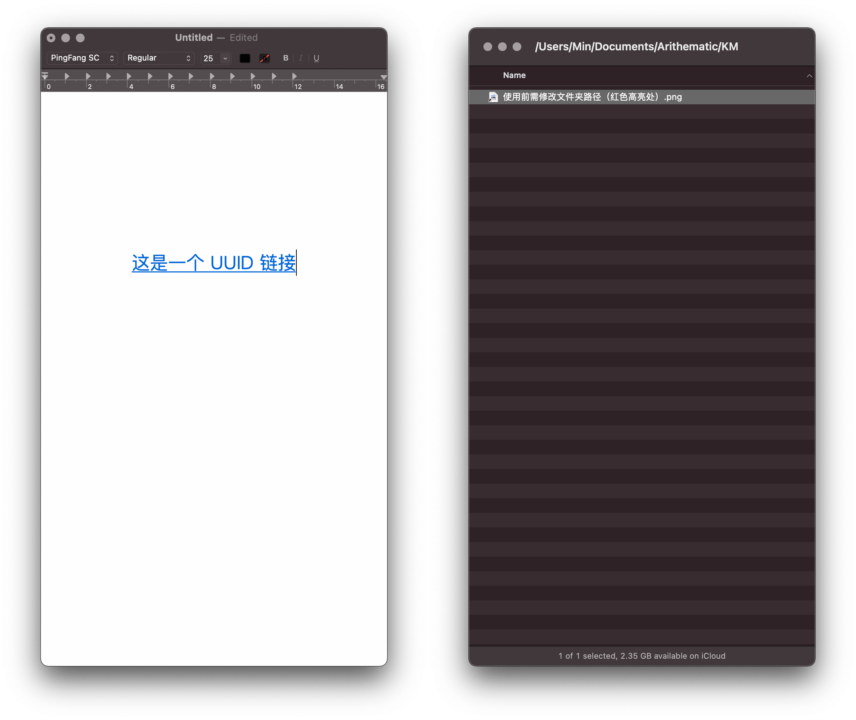 Untitled — Edited
PingFang SC Regular 25 B I U
0 2 4 6 8 10 12 14 16
这是一个 UUID 链接
/Users/Min/Documents/Arithematic/KM
Name
使用前需修改文件夹路径（红色高亮处）.png
1 of 1 selected, 2.35 GB available on iCloud